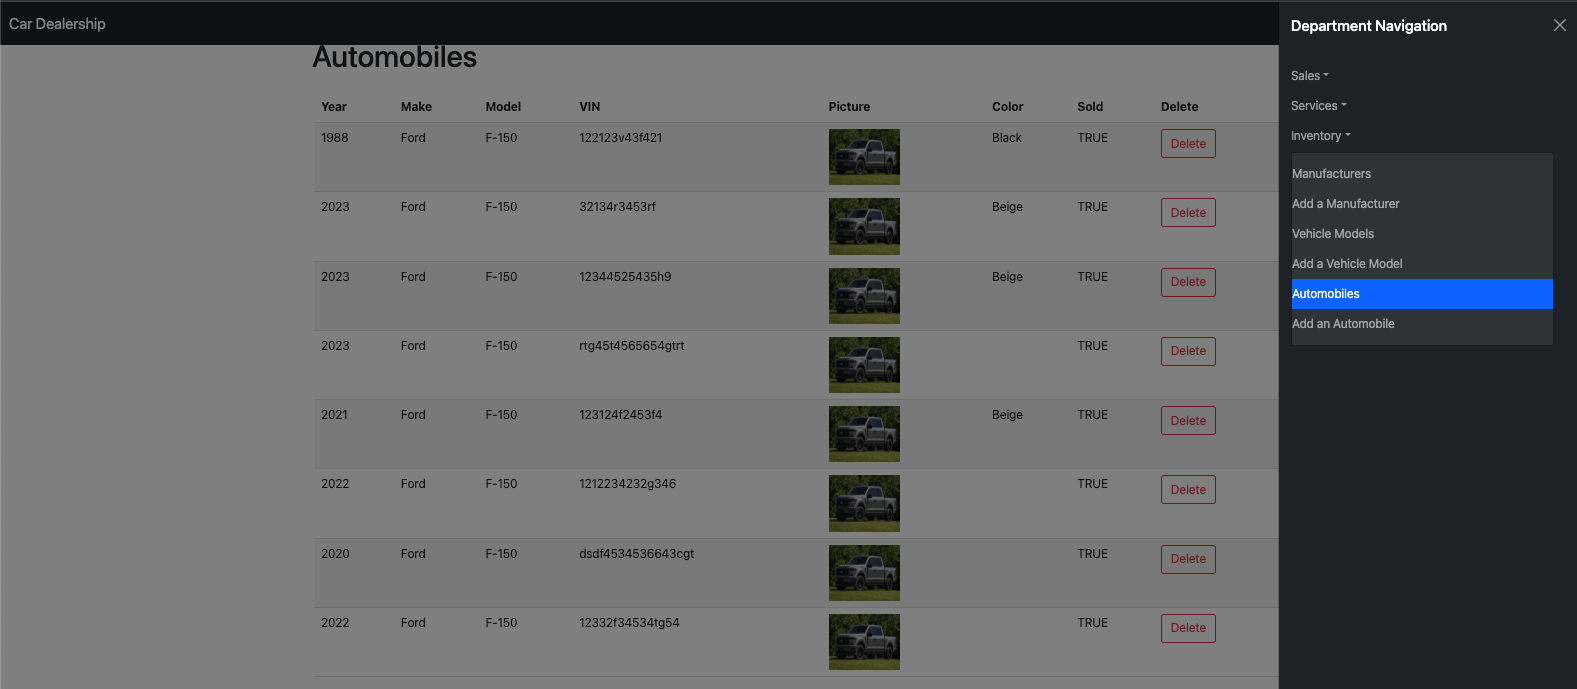 Car Dealership
Department Navigation
Automobiles
Year Make Model VIN Picture Color Sold Delete
1988 Ford F-150 122123v43f421 Black TRUE Delete
2023 Ford F-150 32134r3453rf Beige TRUE Delete
2023 Ford F-150 12344525435h9 Beige TRUE Delete
2023 Ford F-150 rtg45t4565654gtrt TRUE Delete
2021 Ford F-150 123124f2453f4 Beige TRUE Delete
2022 Ford F-150 1212234232g346 TRUE Delete
2020 Ford F-150 dsdf4534536643cgt TRUE Delete
2022 Ford F-150 12332f34534tg54 TRUE Delete
Sales
Services
Inventory
Manufacturers
Add a Manufacturer
Vehicle Models
Add a Vehicle Model
Automobiles
Add an Automobile